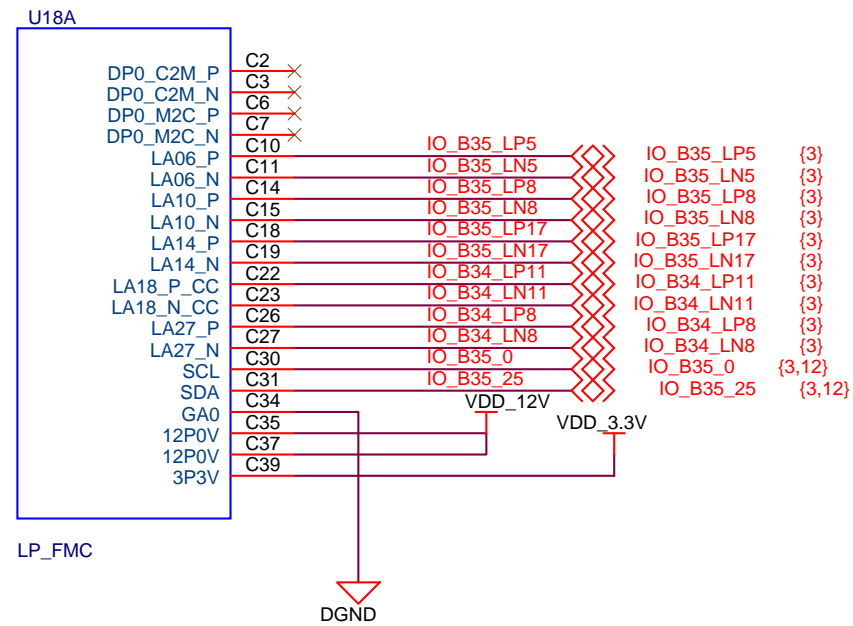 U18A
DP0_C2M_P C2
DP0_C2M_N C3
DP0_M2C_P C6
DP0_M2C_N C7
LA06_P C10 IO_B35_LP5 IO_B35_LP5 {3}
LA06_N C11 IO_B35_LN5 IO_B35_LN5 {3}
LA10_P C14 IO_B35_LP8 IO_B35_LP8 {3}
LA10_N C15 IO_B35_LN8 IO_B35_LN8 {3}
LA14_P C18 IO_B35_LP17 IO_B35_LP17 {3}
LA14_N C19 IO_B35_LN17 IO_B35_LN17 {3}
LA18_P_CC C22 IO_B34_LP11 IO_B34_LP11 {3}
LA18_N_CC C23 IO_B34_LN11 IO_B34_LN11 {3}
LA27_P C26 IO_B34_LP8 IO_B34_LP8 {3}
LA27_N C27 IO_B34_LN8 IO_B34_LN8 {3}
SCL C30 IO_B35_0 IO_B35_0 {3,12}
SDA C31 IO_B35_25 IO_B35_25 {3,12}
GA0 C34 VDD_12V
12P0V C35 VDD_3.3V
12P0V C37
3P3V C39
LP_FMC
DGND